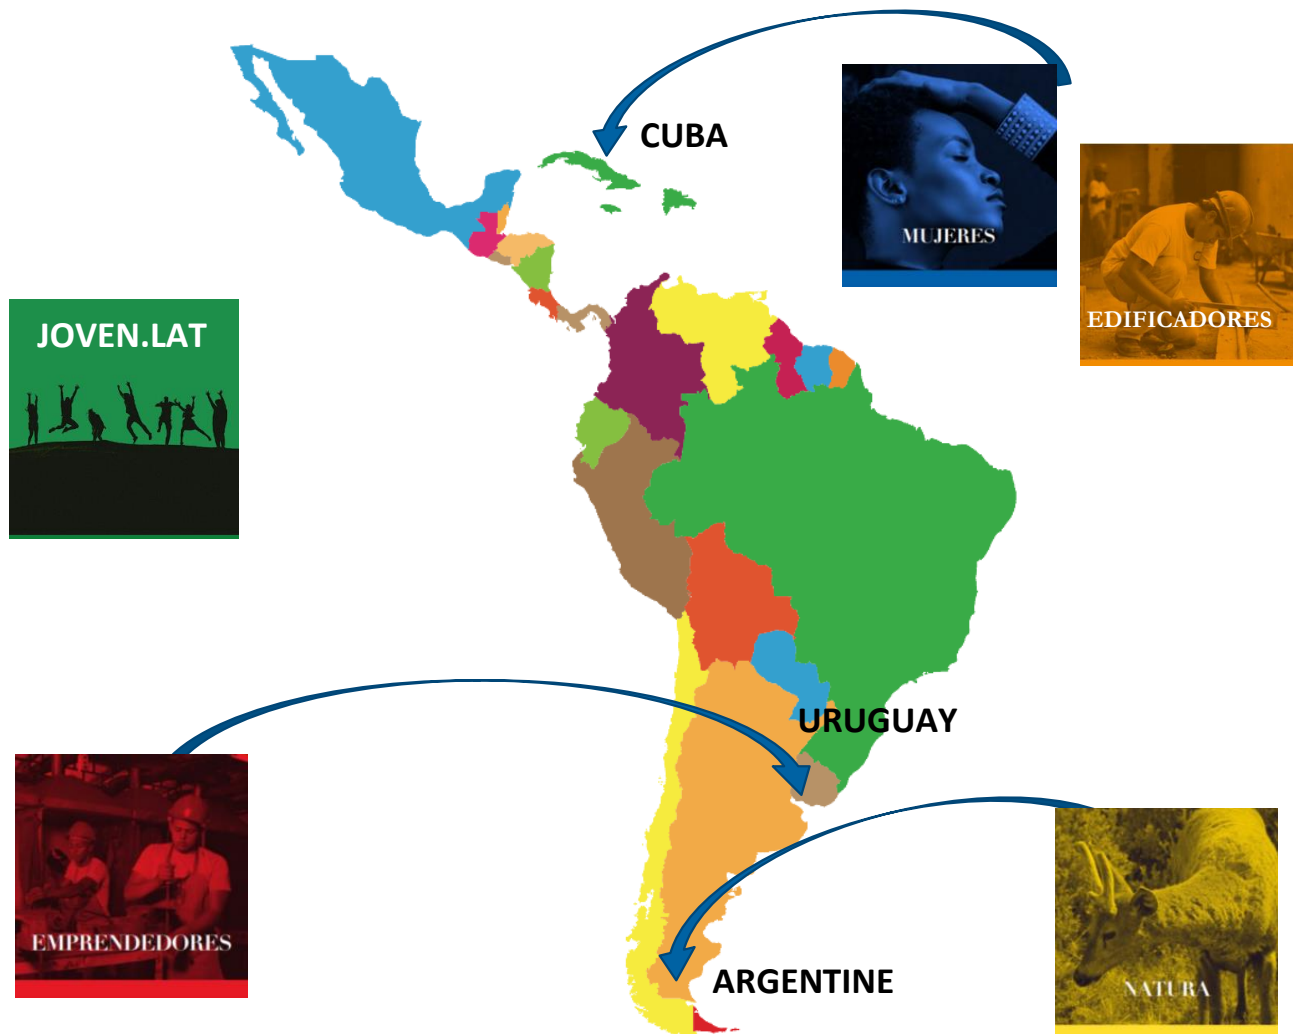 CUBA
MUJERES
EDIFICADORES
JOVEN.LAT
URUGUAY
EMPRENDEDORES
ARGENTINE
NATURA